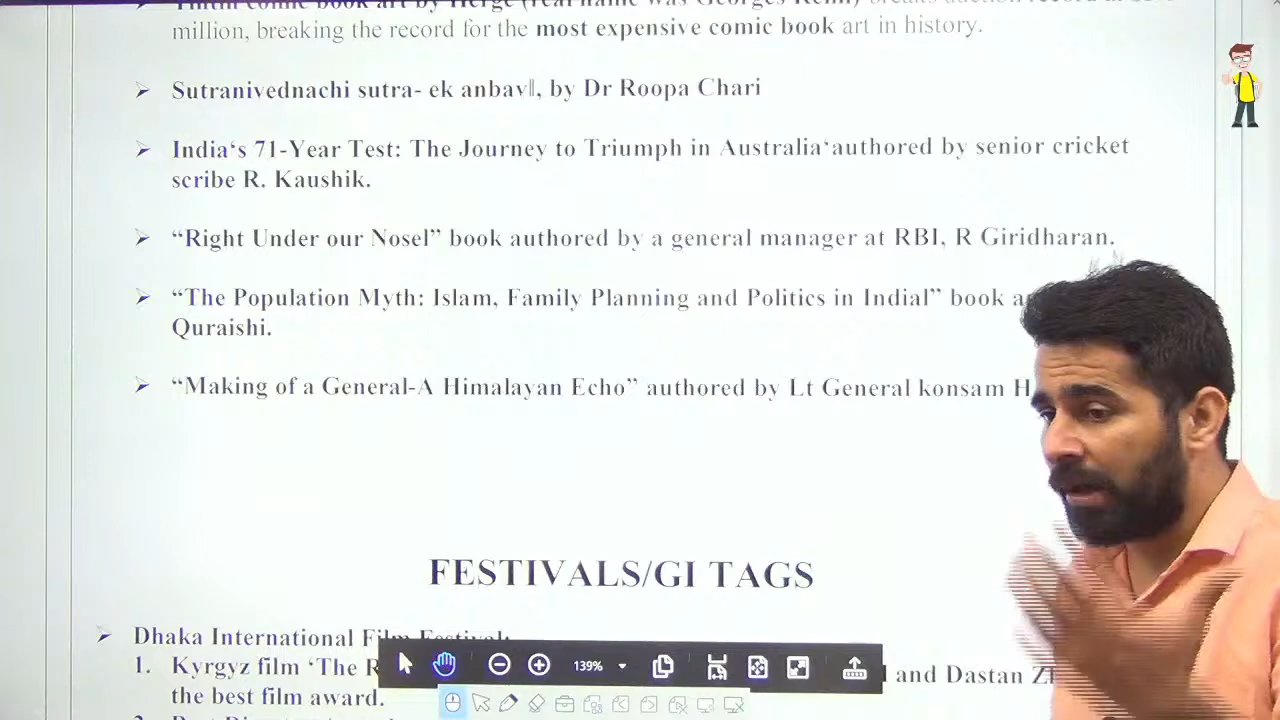 million, breaking the record for the most expensive comic book art in history.
Sutranivednachi sutra- ek anbav‖, by Dr Roopa Chari
India‘s 71-Year Test: The Journey to Triumph in Australia‘authored by senior cricket
scribe R. Kaushik.
“Right Under our Nosel” book authored by a general manager at RBI, R Giridharan.
“The Population Myth: Islam, Family Planning and Politics in Indial” book
Quraishi.
“Making of a General-A Himalayan Echo” authored by Lt General konsam H
FESTIVALS/GI TAGS
Dhaka International Film Festival:
1. Kyrgyz film ‘The R and Dastan
the best film award.
139%